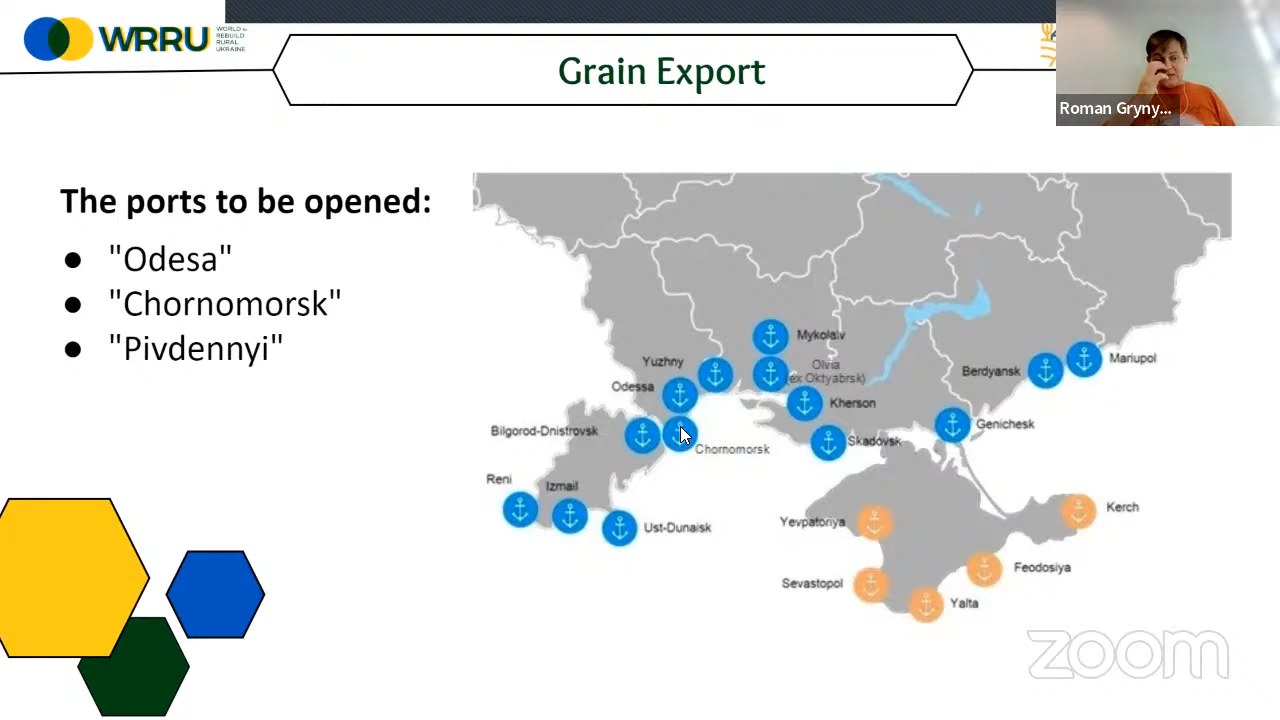 WRRU
WORLD to
REBUILD
RURAL
UKRAINE
Grain Export
Roman Gryny...
The ports to be opened:
● "Odesa"
● "Chornomorsk"
● "Pivdennyi"
Mykolaiv
Yuzhny
Olvia
(ex Oktyabrsk)
Mariupol
Berdyansk
Odessa
Kherson
Genichesk
Bilgorod-Dnistrovsk
Skadovsk
Chornomorsk
Reni
Izmail
Ust-Dunaisk
Yevpatoriya
Kerch
Feodosiya
Sevastopol
Yalta
zoom